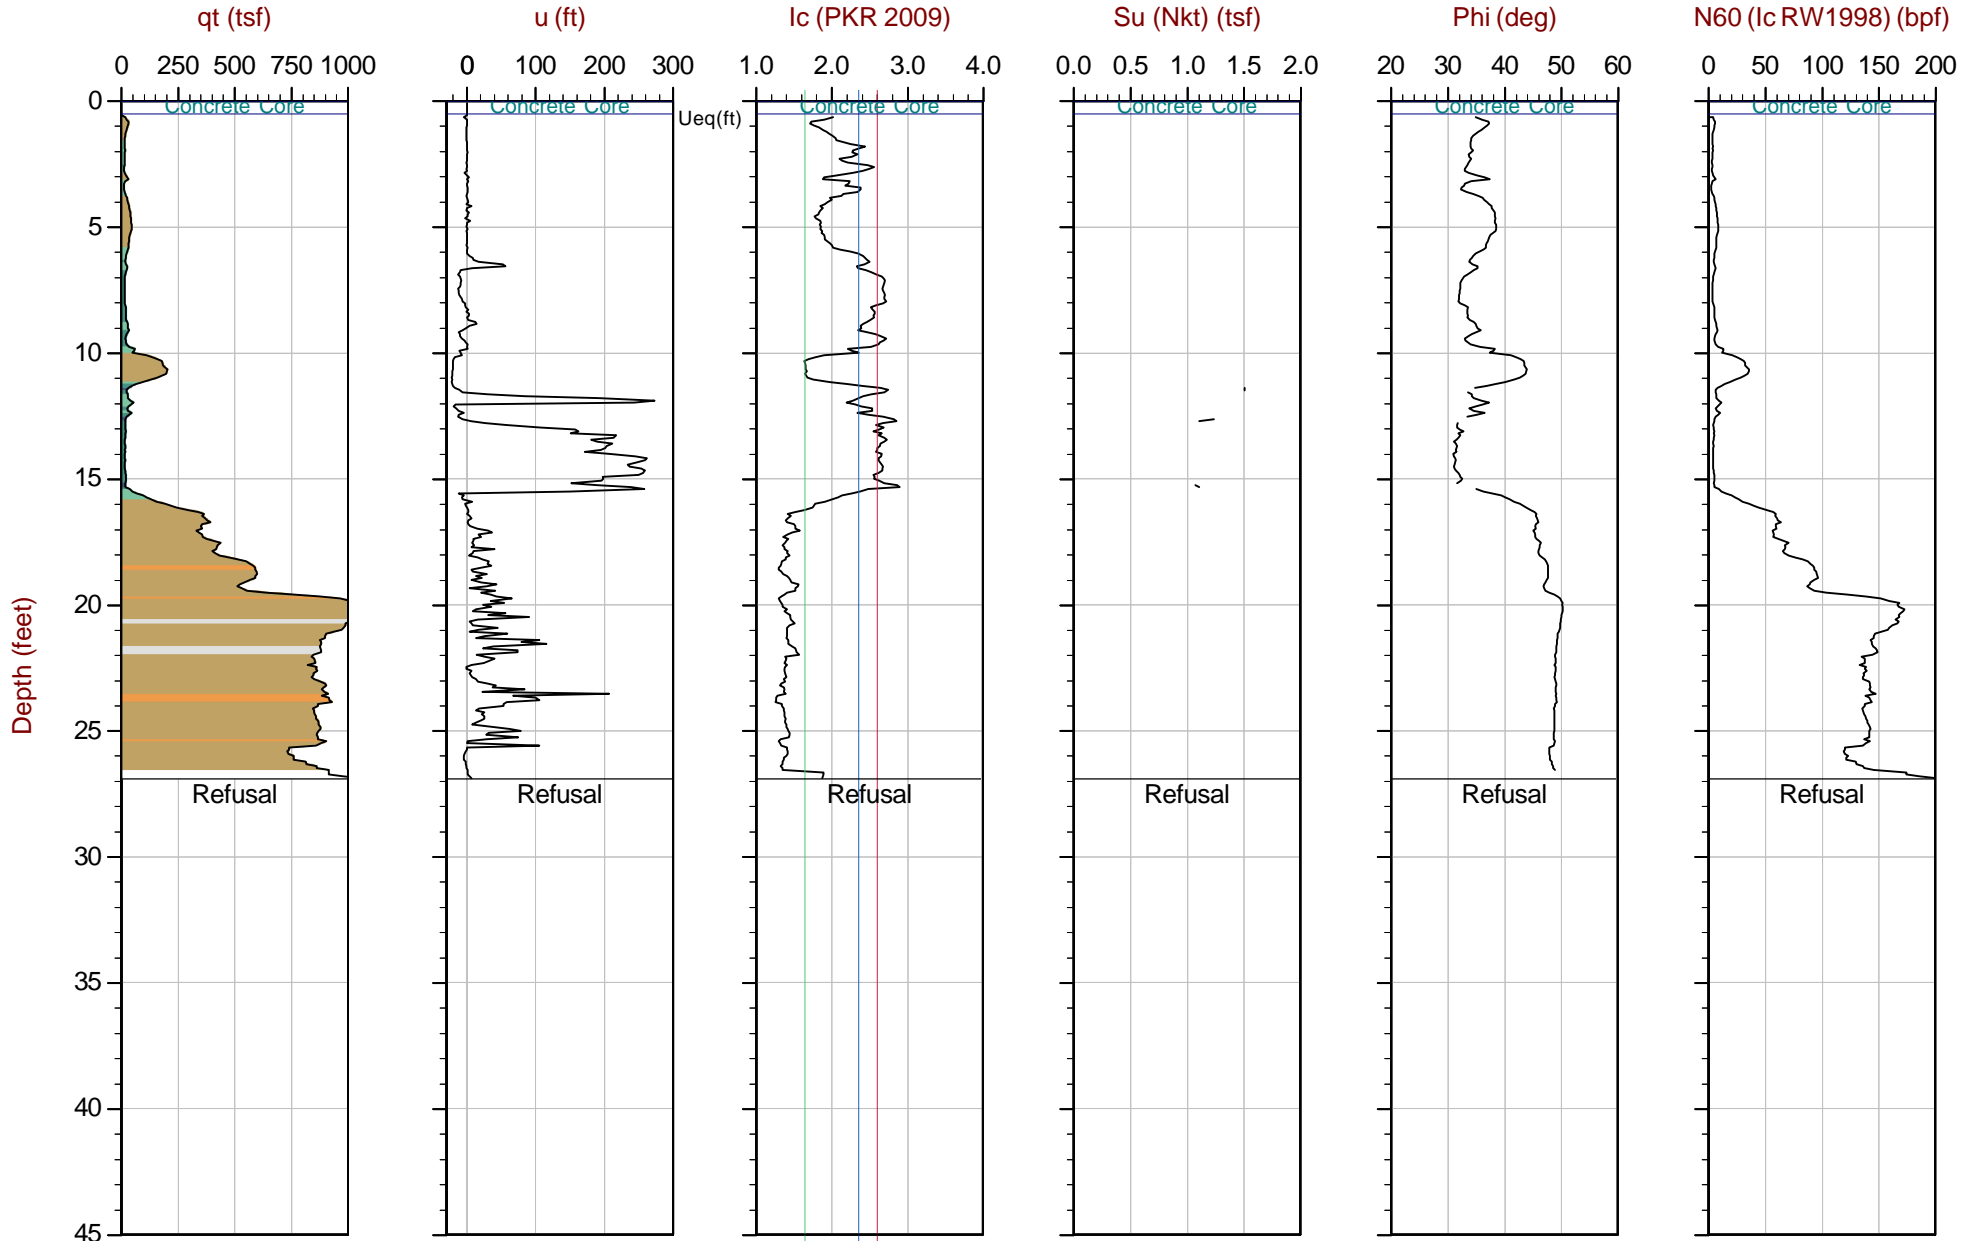 qt (tsf) u (ft) Ic (PKR 2009) Su (Nkt) (tsf) Phi (deg) N60 (Ic RW1998) (bpf)
0 250 500 750 1000 0 100 200 300 1.0 2.0 3.0 4.0 0.0 0.5 1.0 1.5 2.0 20 30 40 50 60 0 50 100 150 200
0 Concrete Core Concrete Core Concrete Core Concrete Core Concrete Core Concrete Core
Ueq(ft)
5
10
15
20
Depth (feet)
25
Refusal Refusal Refusal Refusal Refusal Refusal
30
35
40
45